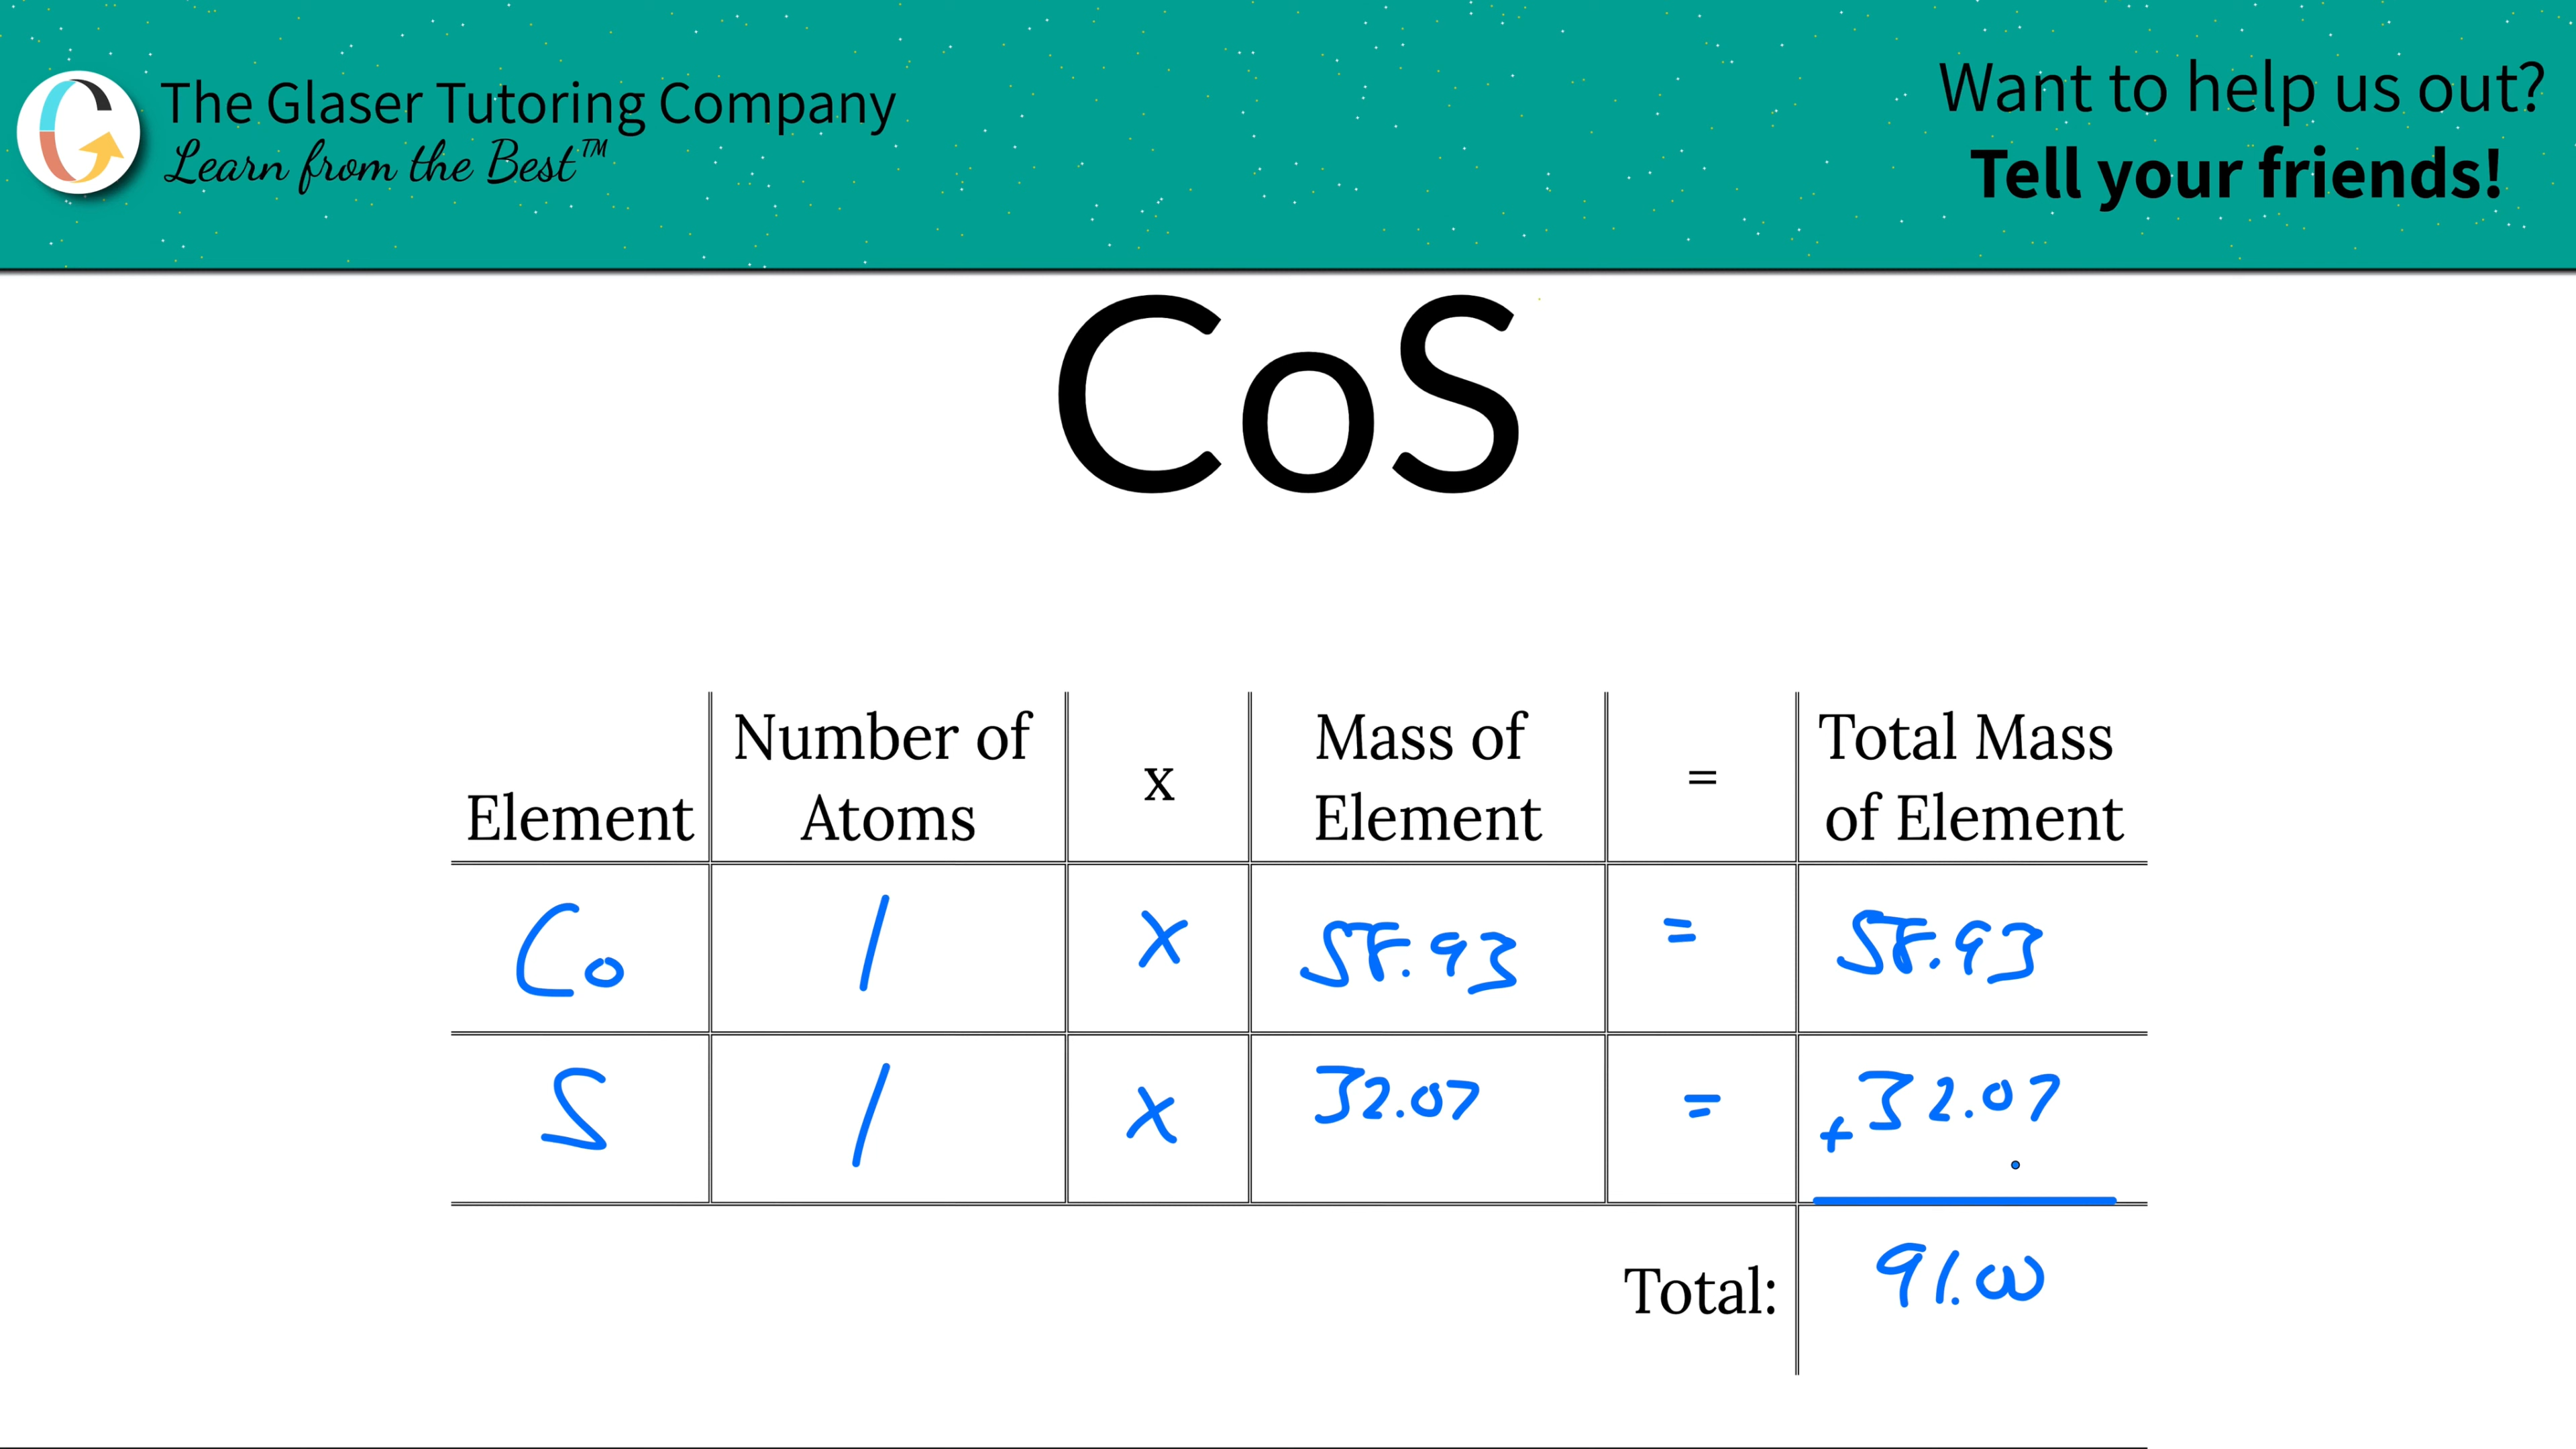 The Glaser Tutoring Company
Learn from the Best™
Want to help us out?
Tell your friends!
CoS
Element | Number of Atoms | x | Mass of Element | = | Total Mass of Element
Co | 1 | x | 58.93 | = | 58.93
S | 1 | x | 32.07 | = | +32.07
Total: | 91.00